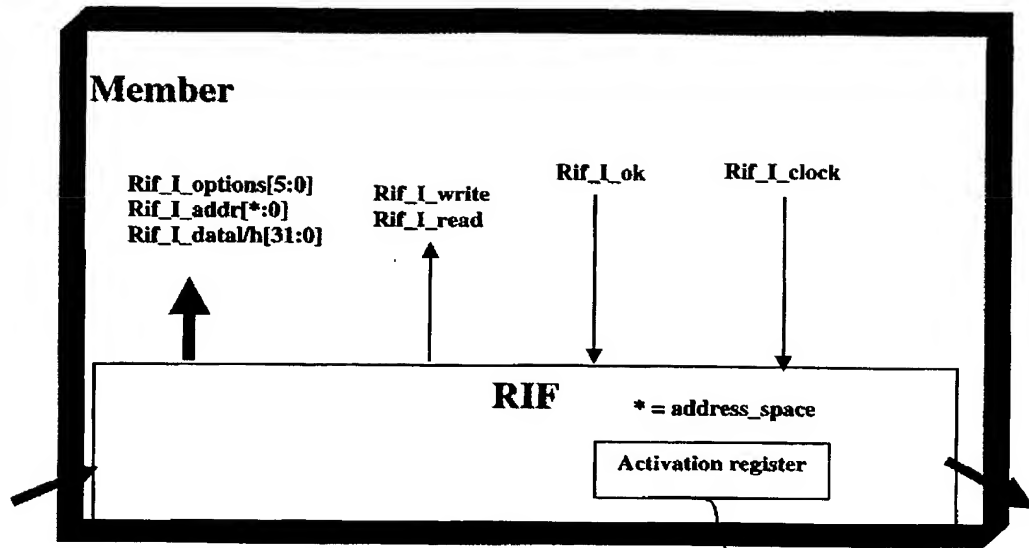 Member
Rif_I_options[5:0]
Rif_I_addr[*:0]
Rif_I_datal/h[31:0]
Rif_I_write
Rif_I_read
Rif_I_ok
Rif_I_clock
RIF
* = address_space
Activation register